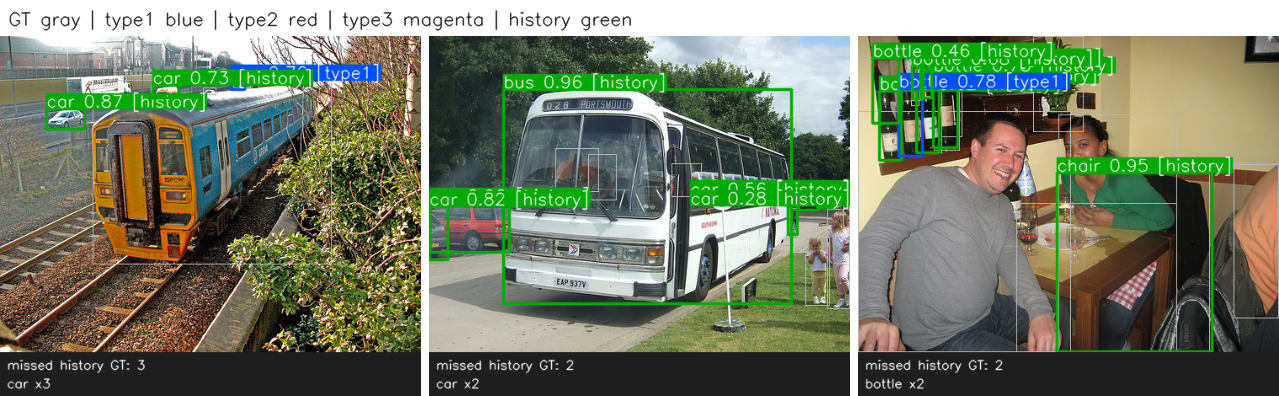 GT gray | type1 blue | type2 red | type3 magenta | history green
car 0.73 [history]
[type1]
car 0.87 [history]
missed history GT: 3
car x3
bus 0.96 [history]
026 PORTSMOUTH
car 0.82 [history]
car 0.56 [history]
car 0.28 [history]
NATIONAL
EAP 937V
missed history GT: 2
car x2
bottle 0.46 [history]
bottle 0.78 [type1]
chair 0.95 [history]
missed history GT: 2
bottle x2